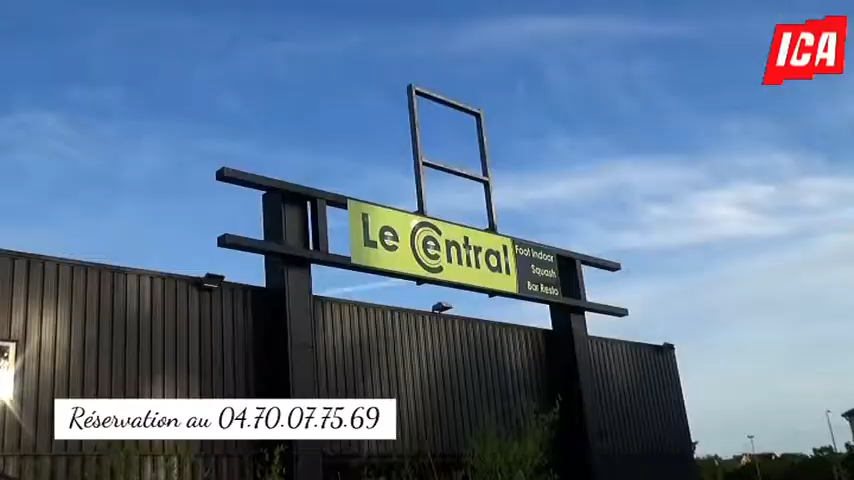 ICA
Le Central
Foot Indoor
Squash
Bar Resto
Réservation au 04.70.07.75.69